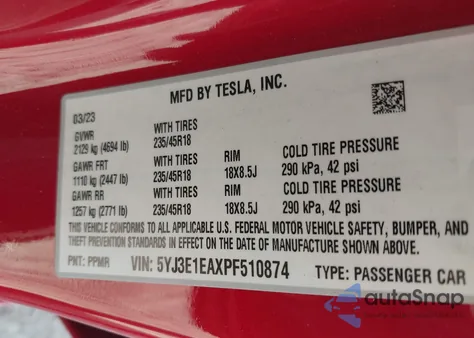 MFD BY TESLA, INC.
03/23
GVWR WITH TIRES
2129 kg (4694 lb) 235/45R18
GAWR FRT WITH TIRES RIM COLD TIRE PRESSURE
1110 kg (2447 lb) 235/45R18 18X8.5J 290 kPa, 42 psi
GAWR RR WITH TIRES RIM COLD TIRE PRESSURE
1257 kg (2771 lb) 235/45R18 18X8.5J 290 kPa, 42 psi
THIS VEHICLE CONFORMS TO ALL APPLICABLE U.S. FEDERAL MOTOR VEHICLE SAFETY, BUMPER, AND
THEFT PREVENTION STANDARDS IN EFFECT ON THE DATE OF MANUFACTURE SHOWN ABOVE.
PNT: PPMR VIN: 5YJ3E1EAXPF510874 TYPE: PASSENGER CAR
autoSnap